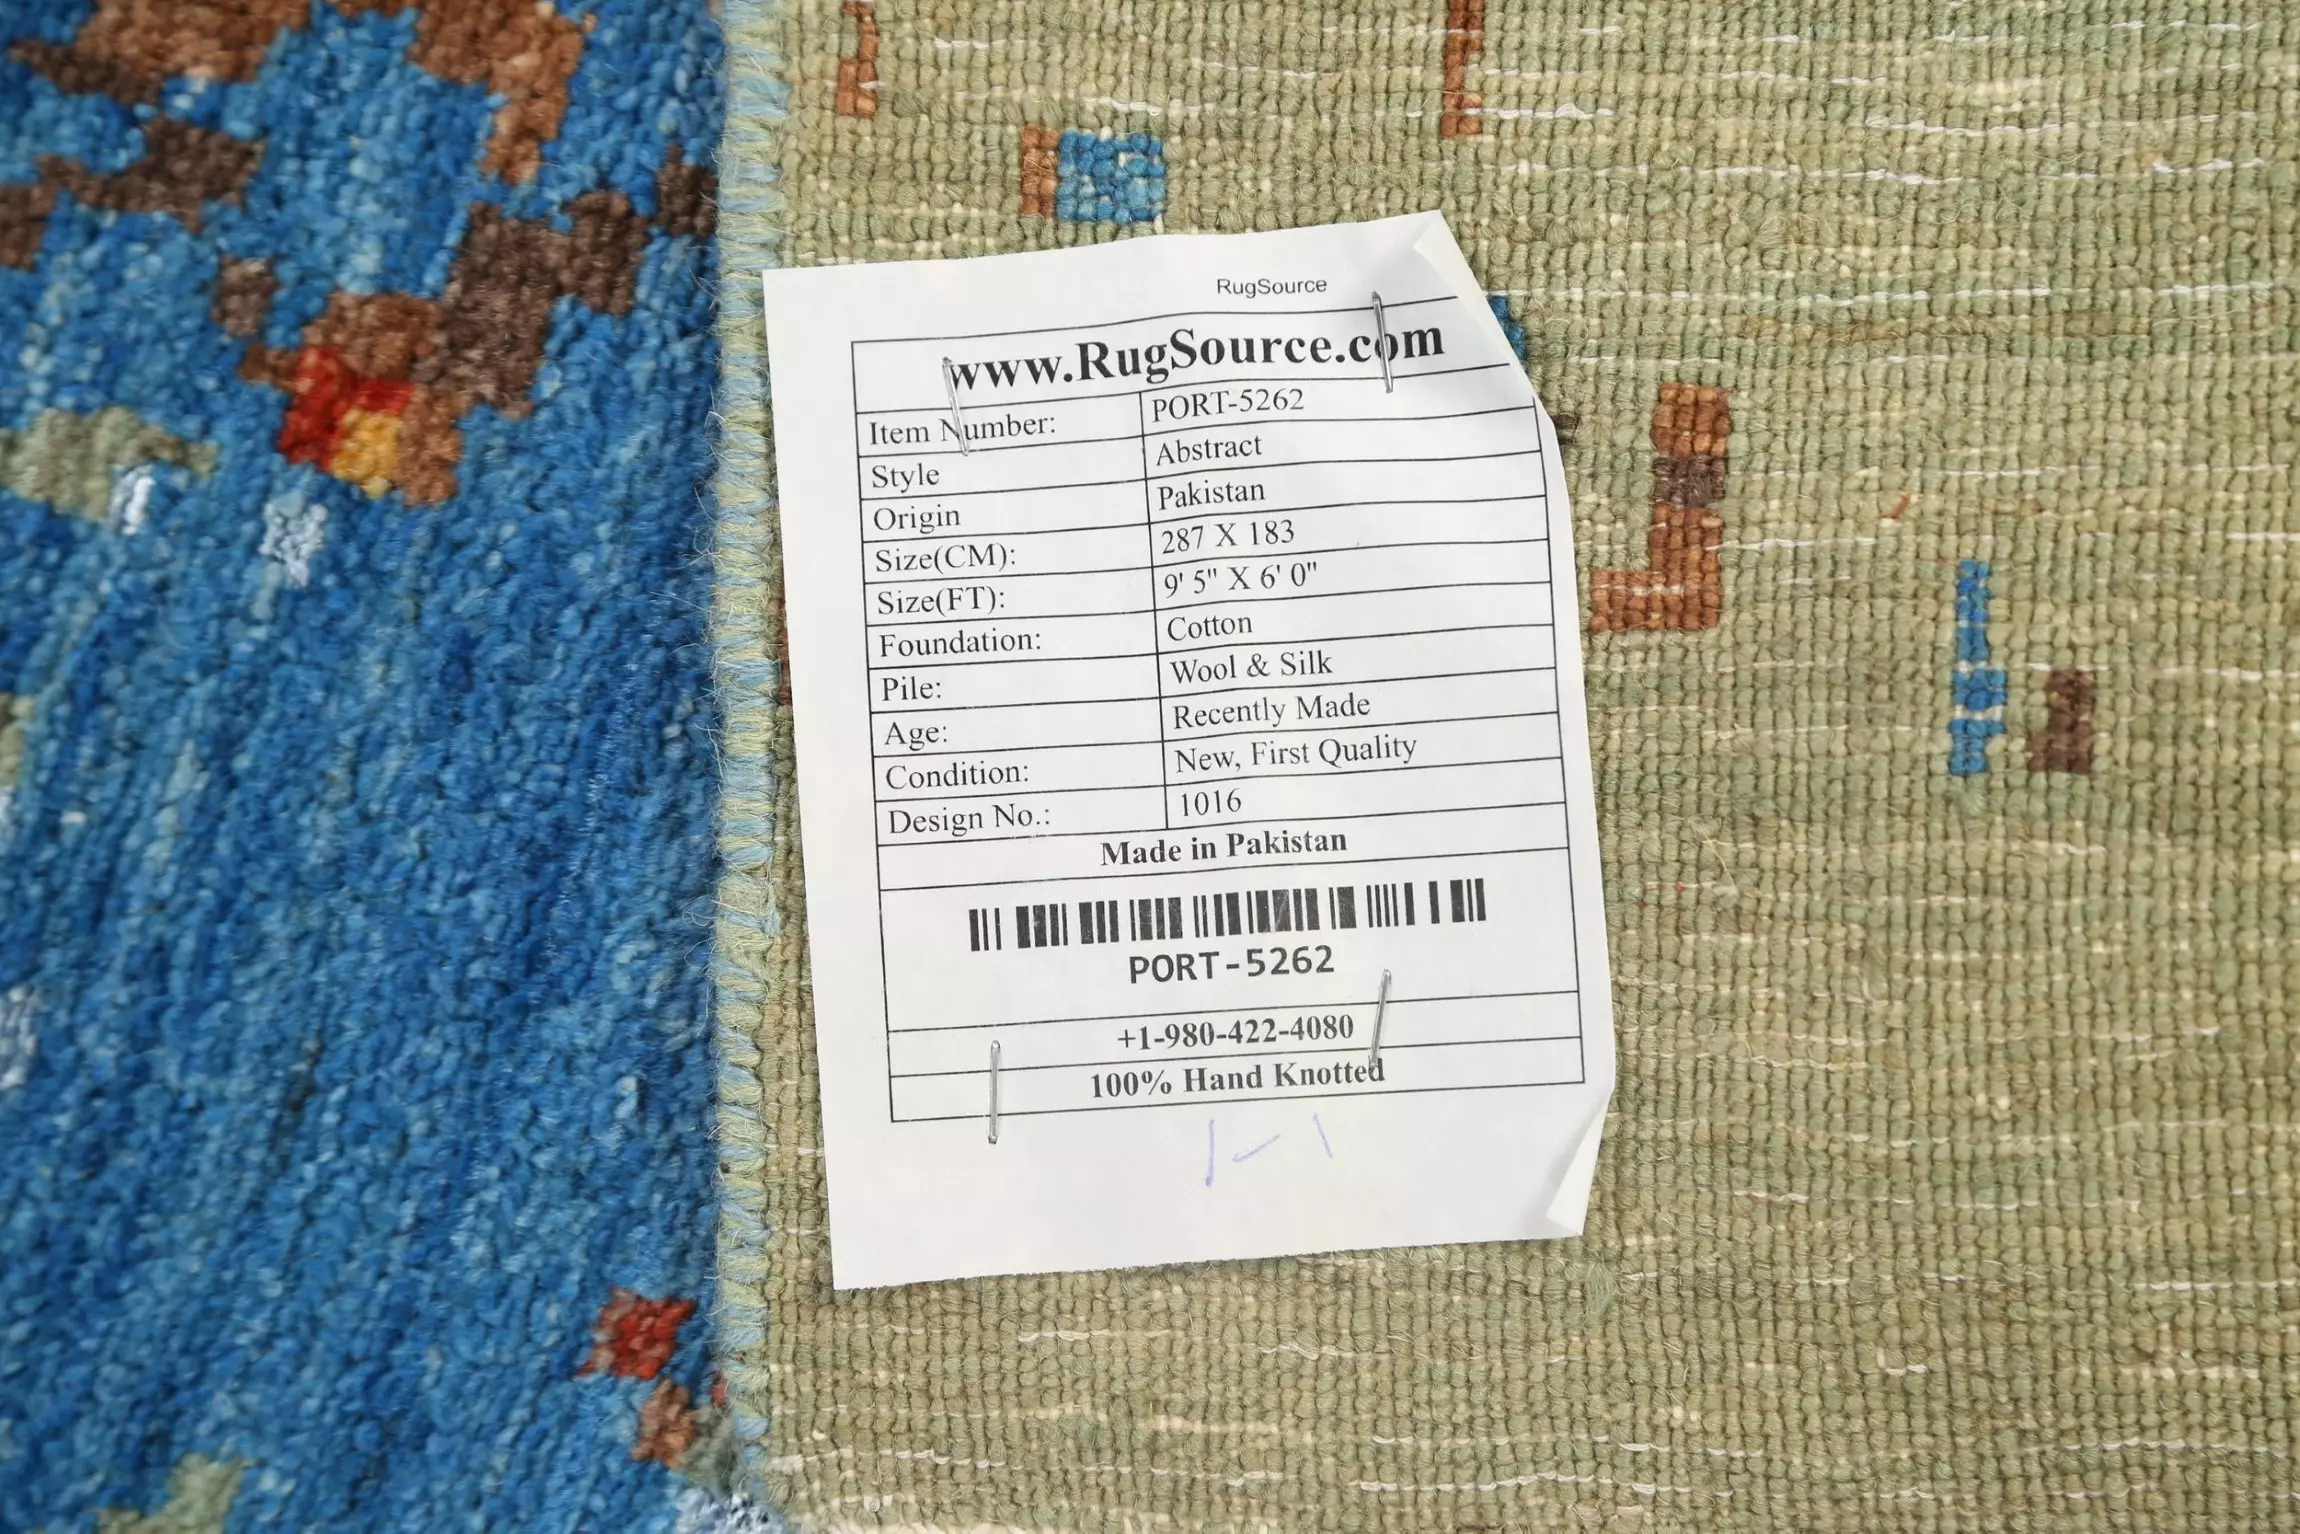 RugSource
www.RugSource.com
Item Number: PORT-5262
Style Abstract
Origin Pakistan
Size(CM): 287 X 183
Size(FT): 9' 5" X 6' 0"
Foundation: Cotton
Pile: Wool & Silk
Age: Recently Made
Condition: New, First Quality
Design No.: 1016
Made in Pakistan
PORT-5262
+1-980-422-4080
100% Hand Knotted
1-1